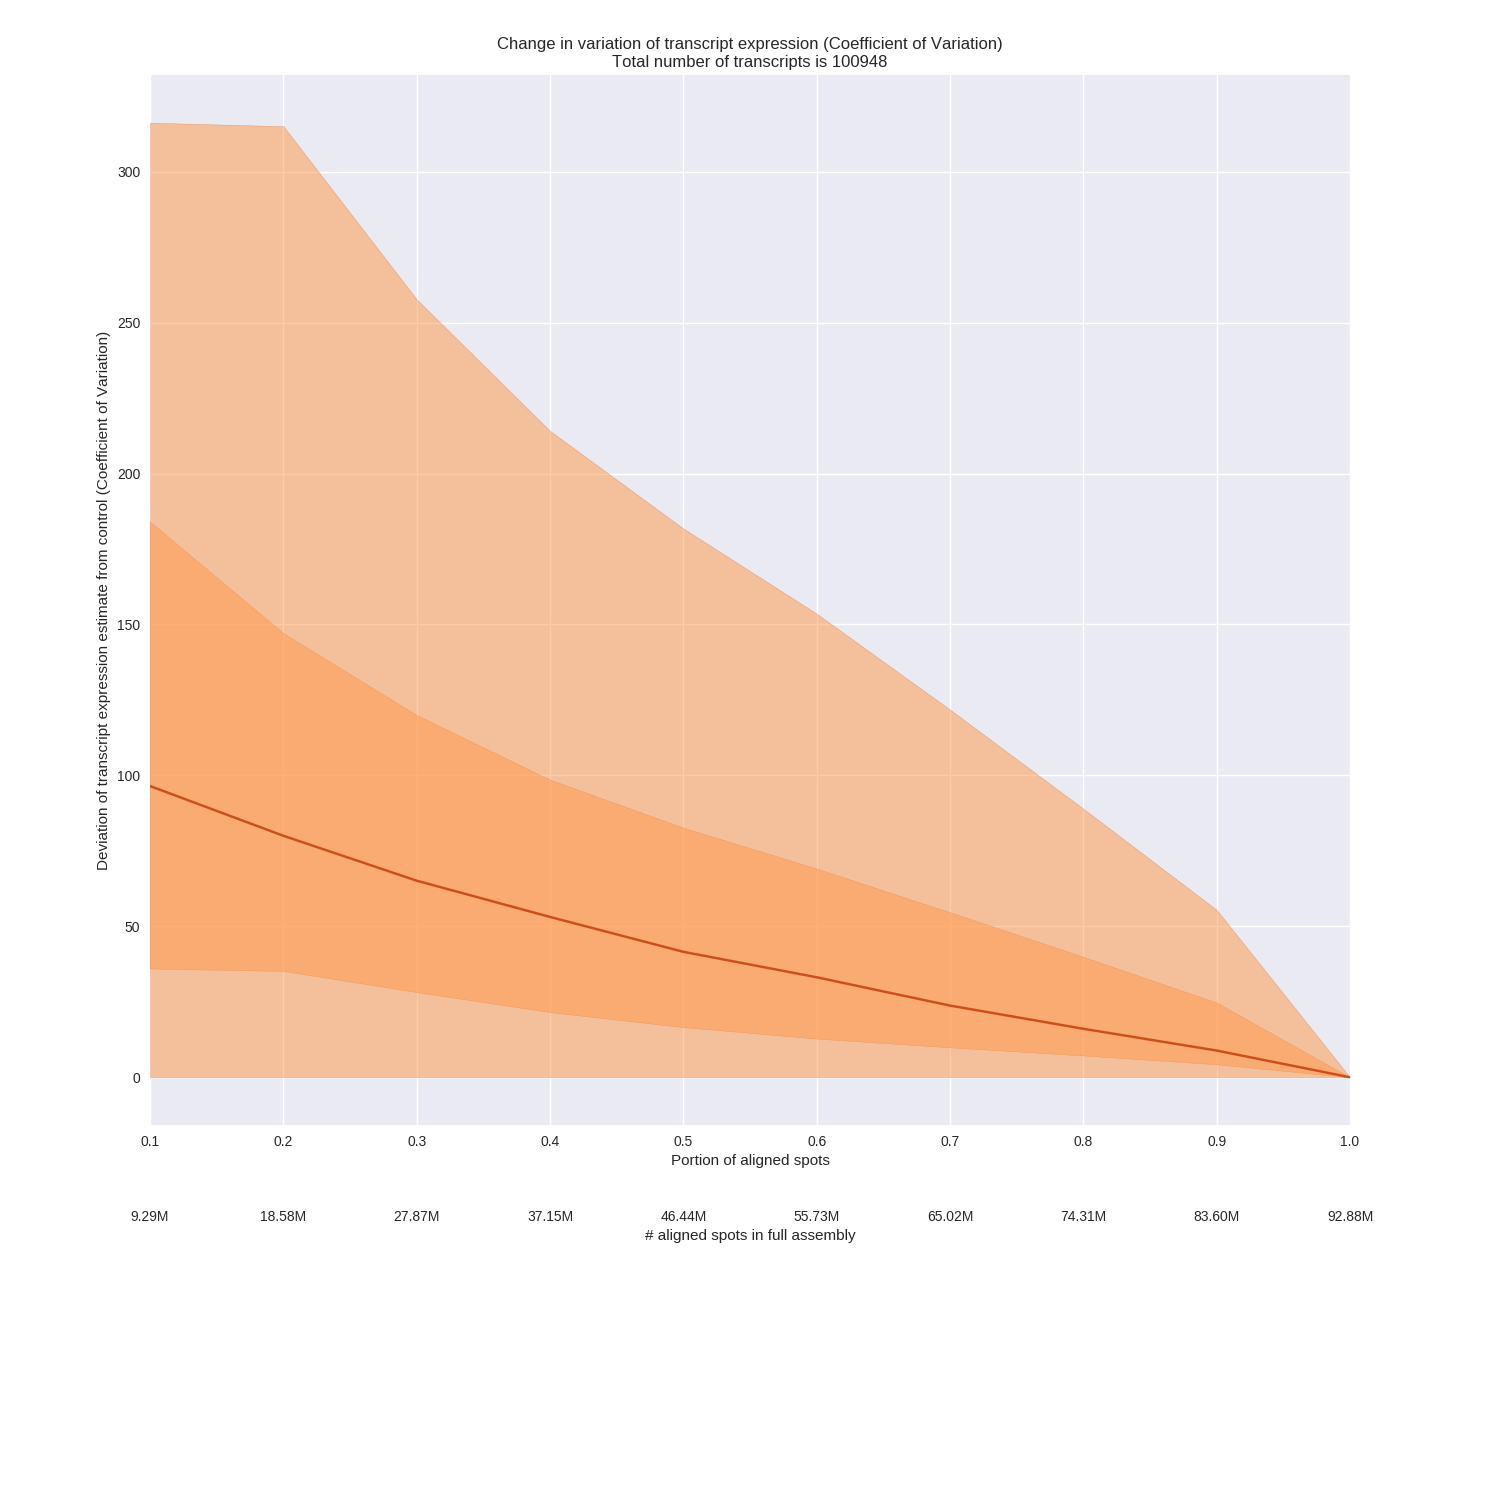 Change in variation of transcript expression (Coefficient of Variation)
Total number of transcripts is 100948
Deviation of transcript expression estimate from control (Coefficient of Variation)
300
250
200
150
100
50
0
0.1 0.2 0.3 0.4 0.5 0.6 0.7 0.8 0.9 1.0
Portion of aligned spots
9.29M 18.58M 27.87M 37.15M 46.44M 55.73M 65.02M 74.31M 83.60M 92.88M
# aligned spots in full assembly